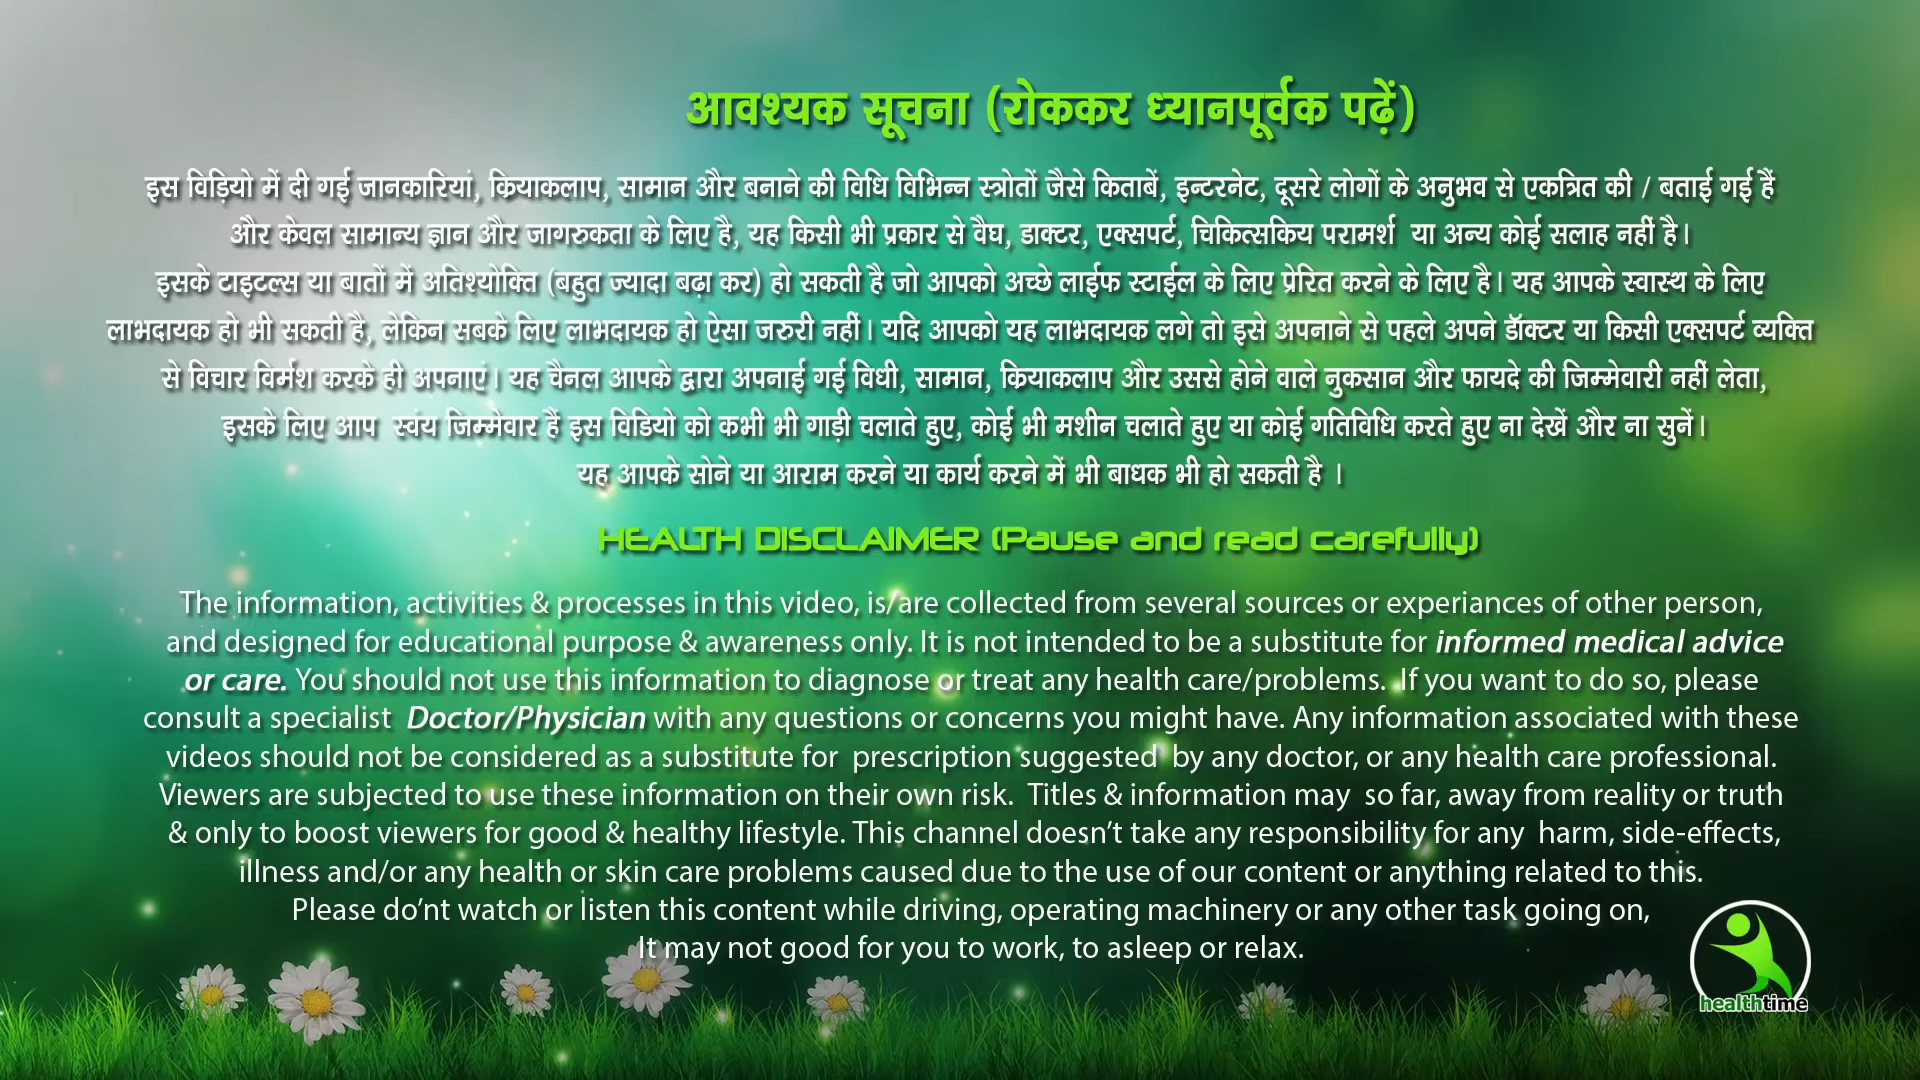 आवश्यक सूचना (रोककर ध्यानपूर्वक पढ़ें)
इस विड़ियो में दी गई जानकारियां, क्रियाकलाप, सामान और बनाने की विधि विभिन्न स्त्रोतों जैसे किताबें, इन्टरनेट, दूसरे लोगों के अनुभव से एकत्रित की / बताई गई हैं
और केवल सामान्य ज्ञान और जागरुकता के लिए है, यह किसी भी प्रकार से वैघ, डाक्टर, एक्सपर्ट, चिकित्सकिय परामर्श या अन्य कोई सलाह नहीं है।
इसके टाइटल्स या बातों में अतिश्योक्ति (बहुत ज्यादा बढ़ा कर) हो सकती है जो आपको अच्छे लाईफ स्टाईल के लिए प्रेरित करने के लिए है। यह आपके स्वास्थ के लिए
लाभदायक हो भी सकती है, लेकिन सबके लिए लाभदायक हो ऐसा जरुरी नहीं। यदि आपको यह लाभदायक लगे तो इसे अपनाने से पहले अपने डॅाक्टर या किसी एक्सपर्ट व्यक्ति
से विचार विर्मश करके ही अपनाएं। यह चैनल आपके द्वारा अपनाई गई विधी, सामान, क्रियाकलाप और उससे होने वाले नुकसान और फायदे की जिम्मेवारी नहीं लेता,
इसके लिए आप स्वंय जिम्मेवार हैं इस विडियो को कभी भी गाड़ी चलाते हुए, कोई भी मशीन चलाते हुए या कोई गतिविधि करते हुए ना देखें और ना सुनें।
यह आपके सोने या आराम करने या कार्य करने में भी बाधक भी हो सकती है ।
HEALTH DISCLAIMER (Pause and read carefully)
The information, activities & processes in this video, is/are collected from several sources or experiances of other person,
and designed for educational purpose & awareness only. It is not intended to be a substitute for informed medical advice
or care. You should not use this information to diagnose or treat any health care/problems. If you want to do so, please
consult a specialist Doctor/Physician with any questions or concerns you might have. Any information associated with these
videos should not be considered as a substitute for prescription suggested by any doctor, or any health care professional.
Viewers are subjected to use these information on their own risk. Titles & information may so far, away from reality or truth
& only to boost viewers for good & healthy lifestyle. This channel doesn't take any responsibility for any harm, side-effects,
illness and/or any health or skin care problems caused due to the use of our content or anything related to this.
Please do'nt watch or listen this content while driving, operating machinery or any other task going on,
It may not good for you to work, to asleep or relax.
healthtime